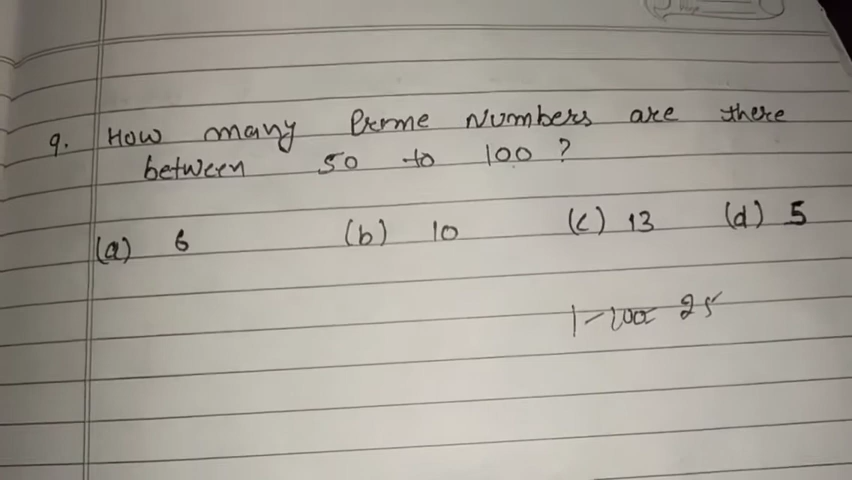 9. How many Prime Numbers are there
between 50 to 100 ?
(a) 6 (b) 10 (c) 13 (d) 5
1-100 25